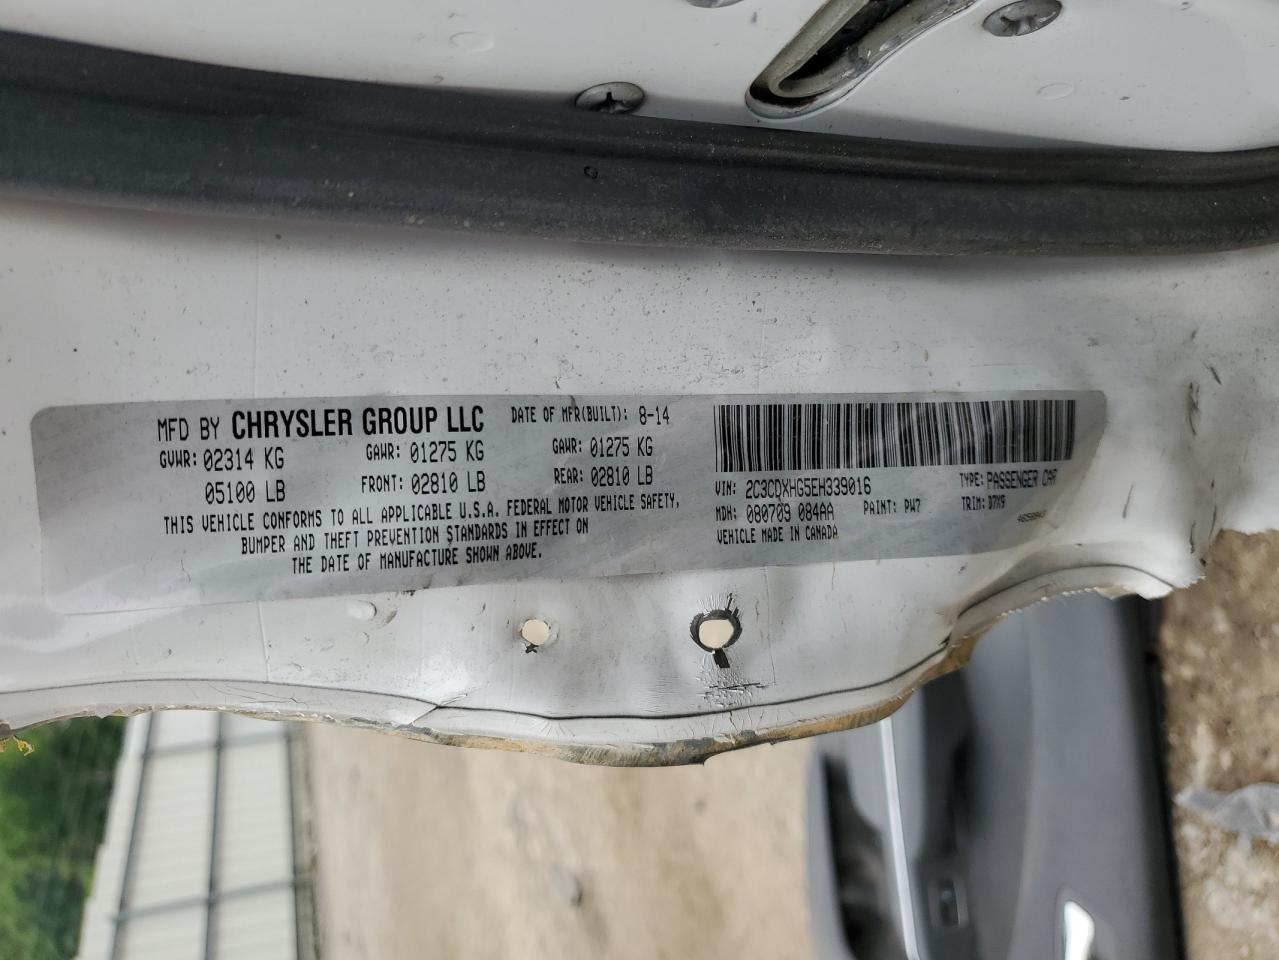 MFD BY CHRYSLER GROUP LLC DATE OF MFR(BUILT): 8-14
GVWR: 02314 KG GAWR: 01275 KG GAWR: 01275 KG
05100 LB FRONT: 02810 LB REAR: 02810 LB
THIS VEHICLE CONFORMS TO ALL APPLICABLE U.S.A. FEDERAL MOTOR VEHICLE SAFETY,
BUMPER AND THEFT PREVENTION STANDARDS IN EFFECT ON
THE DATE OF MANUFACTURE SHOWN ABOVE.
VIN: 2C3CDXHG5EH339016 TYPE: PASSENGER CAR
MDH: 080709 084AA PAINT: PW7 TRIM: D7X9
VEHICLE MADE IN CANADA